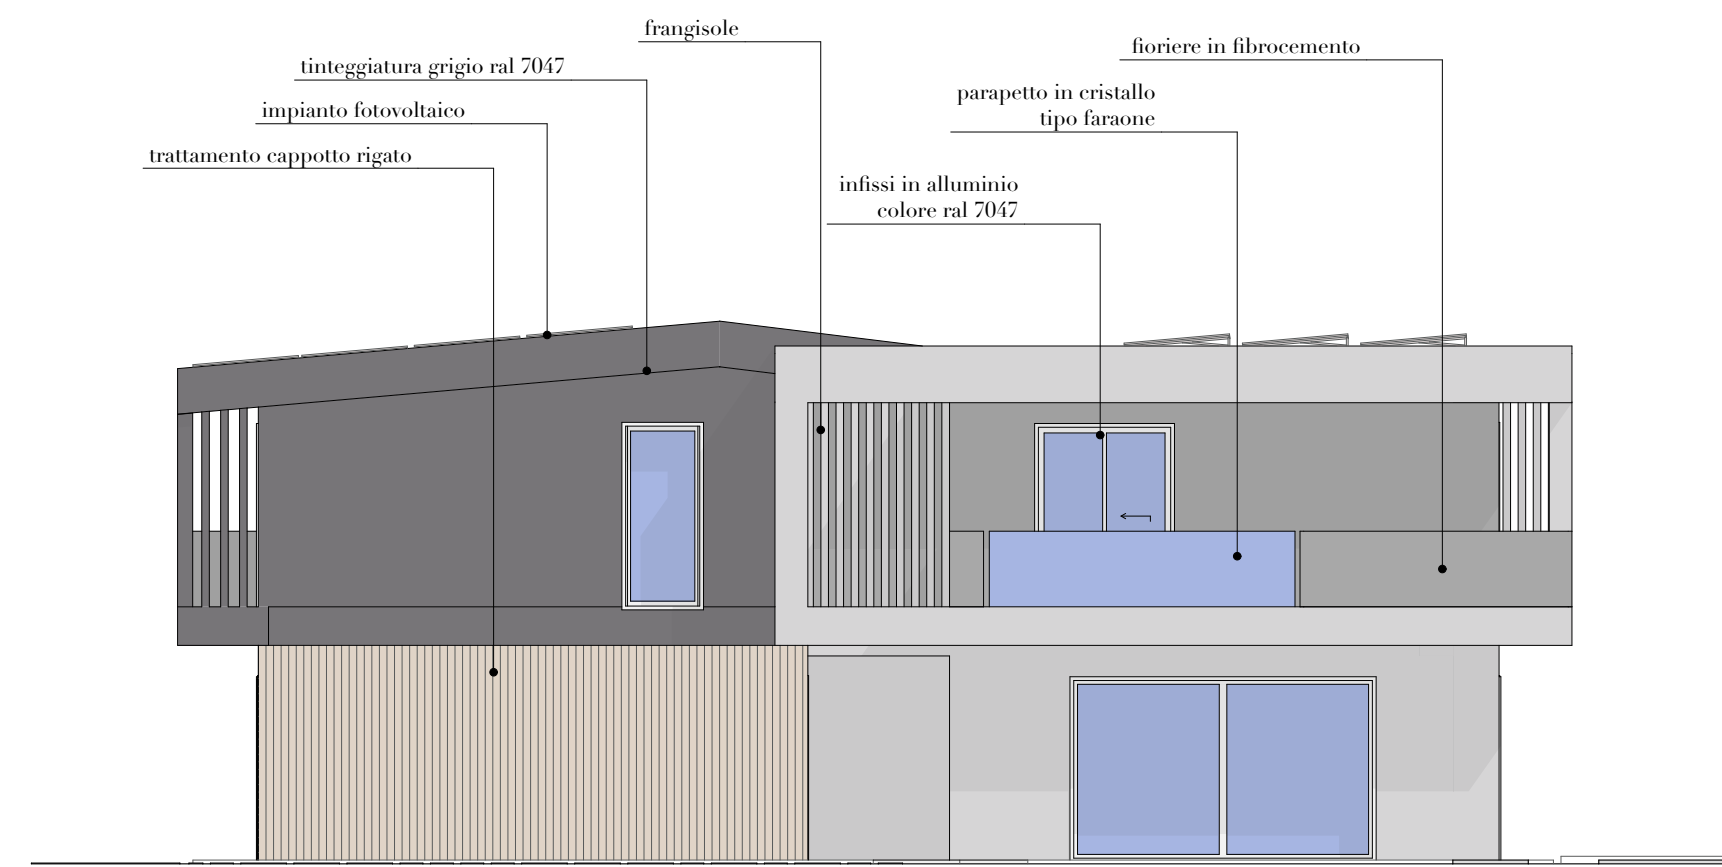 frangisole
fioriere in fibrocemento
tinteggiatura grigio ral 7047
parapetto in cristallo
tipo faraone
impianto fotovoltaico
trattamento cappotto rigato
infissi in alluminio
colore ral 7047